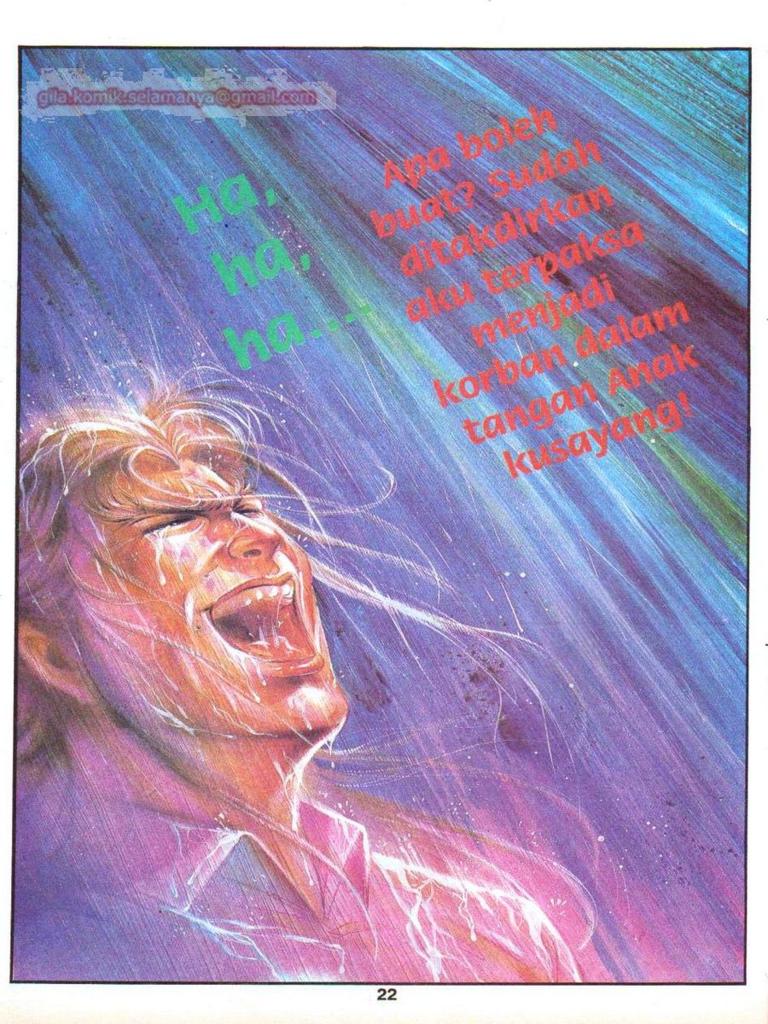 gila.komik.selamanya@gmail.com
Ha,
ha,
ha....
Apa boleh
buat? Sudah
ditakdirkan
aku terpaksa
menjadi
korban dalam
tangan Anak
kusayang!
22